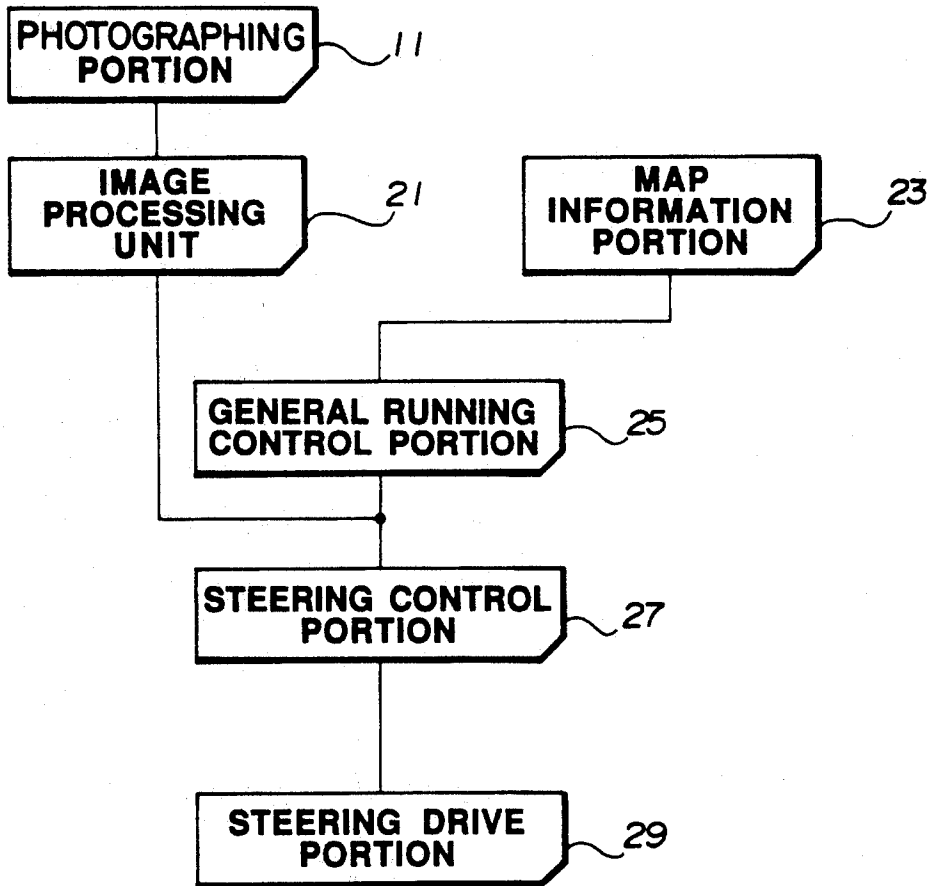 PHOTOGRAPHING
PORTION
11
IMAGE
PROCESSING
UNIT
21
MAP
INFORMATION
PORTION
23
GENERAL RUNNING
CONTROL PORTION
25
STEERING CONTROL
PORTION
27
STEERING DRIVE
PORTION
29